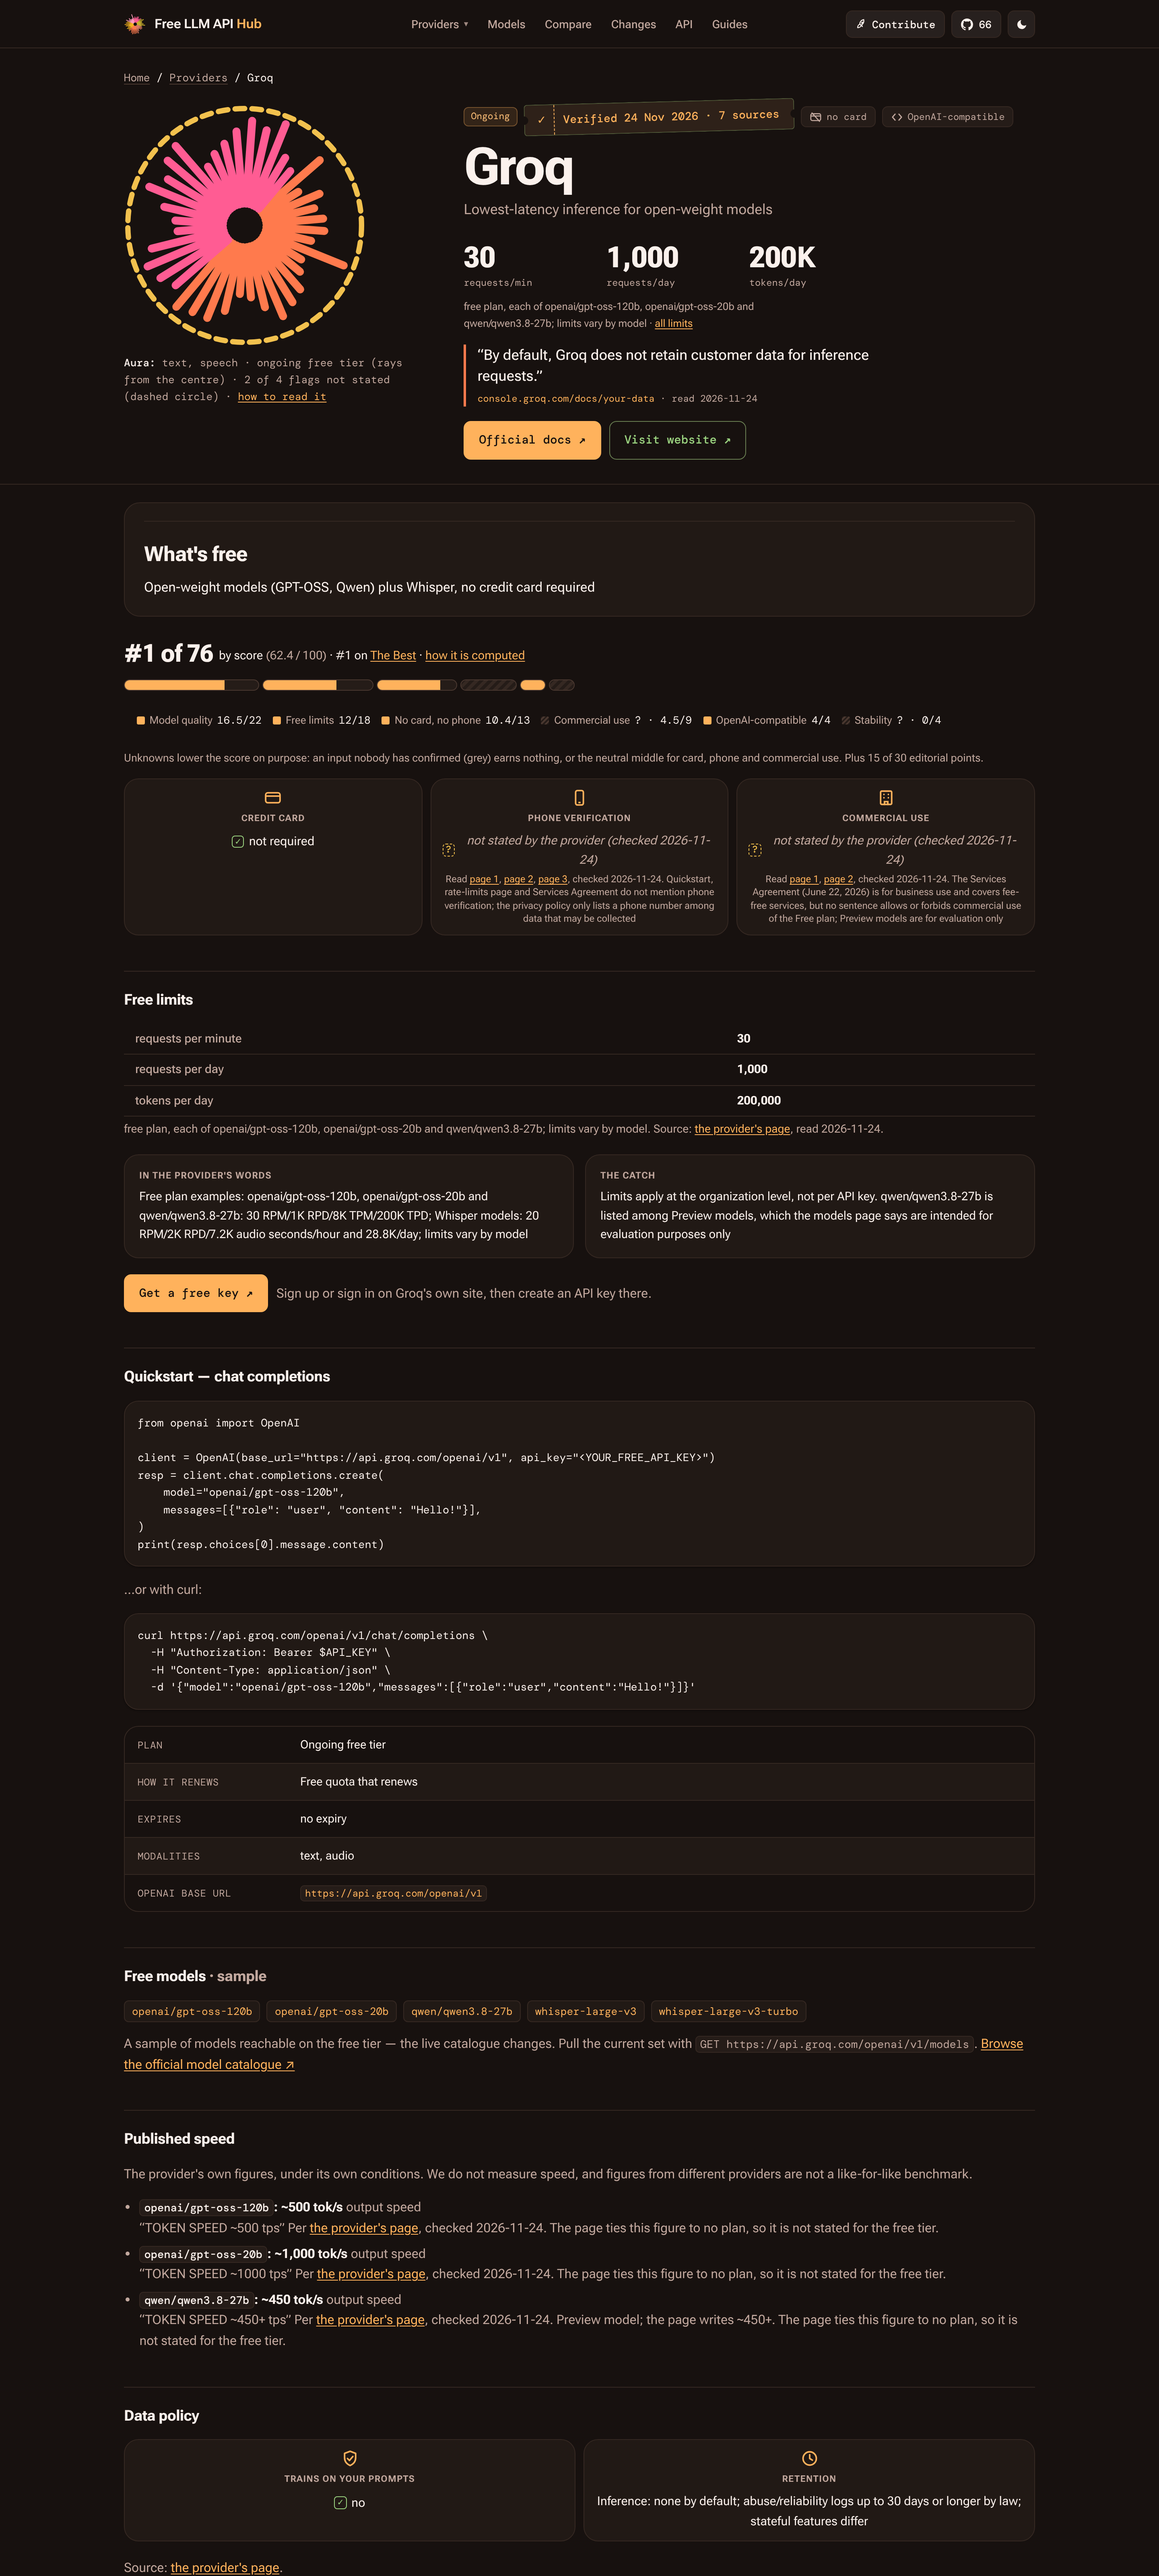 Free LLM API Hub
Providers ▾ Models Compare Changes API Guides
Contribute 66
Home / Providers / Groq
Ongoing ✓ Verified 24 Nov 2026 · 7 sources no card OpenAI-compatible
Groq
Lowest-latency inference for open-weight models
30 1,000 200K
requests/min requests/day tokens/day
free plan, each of openai/gpt-oss-120b, openai/gpt-oss-20b and
qwen/qwen3.8-27b; limits vary by model · all limits
“By default, Groq does not retain customer data for inference
requests.”
console.groq.com/docs/your-data · read 2026-11-24
Official docs ↗ Visit website ↗
Aura: text, speech · ongoing free tier (rays
from the centre) · 2 of 4 flags not stated
(dashed circle) · how to read it
What's free
Open-weight models (GPT-OSS, Qwen) plus Whisper, no credit card required
#1 of 76 by score (62.4 / 100) · #1 on The Best · how it is computed
Model quality 16.5/22 Free limits 12/18 No card, no phone 10.4/13 Commercial use ? · 4.5/9 OpenAI-compatible 4/4 Stability ? · 0/4
Unknowns lower the score on purpose: an input nobody has confirmed (grey) earns nothing, or the neutral middle for card, phone and commercial use. Plus 15 of 30 editorial points.
CREDIT CARD
✓ not required
PHONE VERIFICATION
? not stated by the provider (checked 2026-11-
24)
Read page 1, page 2, page 3, checked 2026-11-24. Quickstart,
rate-limits page and Services Agreement do not mention phone
verification; the privacy policy only lists a phone number among
data that may be collected
COMMERCIAL USE
? not stated by the provider (checked 2026-11-
24)
Read page 1, page 2, checked 2026-11-24. The Services
Agreement (June 22, 2026) is for business use and covers fee-
free services, but no sentence allows or forbids commercial use
of the Free plan; Preview models are for evaluation only
Free limits
requests per minute 30
requests per day 1,000
tokens per day 200,000
free plan, each of openai/gpt-oss-120b, openai/gpt-oss-20b and qwen/qwen3.8-27b; limits vary by model. Source: the provider's page, read 2026-11-24.
IN THE PROVIDER'S WORDS
Free plan examples: openai/gpt-oss-120b, openai/gpt-oss-20b and
qwen/qwen3.8-27b: 30 RPM/1K RPD/8K TPM/200K TPD; Whisper models: 20
RPM/2K RPD/7.2K audio seconds/hour and 28.8K/day; limits vary by model
THE CATCH
Limits apply at the organization level, not per API key. qwen/qwen3.8-27b is
listed among Preview models, which the models page says are intended for
evaluation purposes only
Get a free key ↗ Sign up or sign in on Groq's own site, then create an API key there.
Quickstart — chat completions
from openai import OpenAI
client = OpenAI(base_url="https://api.groq.com/openai/v1", api_key="<YOUR_FREE_API_KEY>")
resp = client.chat.completions.create(
model="openai/gpt-oss-120b",
messages=[{"role": "user", "content": "Hello!"}],
)
print(resp.choices[0].message.content)
…or with curl:
curl https://api.groq.com/openai/v1/chat/completions \
-H "Authorization: Bearer $API_KEY" \
-H "Content-Type: application/json" \
-d '{"model":"openai/gpt-oss-120b","messages":[{"role":"user","content":"Hello!"}]}'
PLAN Ongoing free tier
HOW IT RENEWS Free quota that renews
EXPIRES no expiry
MODALITIES text, audio
OPENAI BASE URL https://api.groq.com/openai/v1
Free models · sample
openai/gpt-oss-120b openai/gpt-oss-20b qwen/qwen3.8-27b whisper-large-v3 whisper-large-v3-turbo
A sample of models reachable on the free tier — the live catalogue changes. Pull the current set with GET https://api.groq.com/openai/v1/models. Browse
the official model catalogue ↗
Published speed
The provider's own figures, under its own conditions. We do not measure speed, and figures from different providers are not a like-for-like benchmark.
• openai/gpt-oss-120b: ~500 tok/s output speed
“TOKEN SPEED ~500 tps” Per the provider's page, checked 2026-11-24. The page ties this figure to no plan, so it is not stated for the free tier.
• openai/gpt-oss-20b: ~1,000 tok/s output speed
“TOKEN SPEED ~1000 tps” Per the provider's page, checked 2026-11-24. The page ties this figure to no plan, so it is not stated for the free tier.
• qwen/qwen3.8-27b: ~450 tok/s output speed
“TOKEN SPEED ~450+ tps” Per the provider's page, checked 2026-11-24. Preview model; the page writes ~450+. The page ties this figure to no plan, so it is
not stated for the free tier.
Data policy
TRAINS ON YOUR PROMPTS
✓ no
RETENTION
Inference: none by default; abuse/reliability logs up to 30 days or longer by law;
stateful features differ
Source: the provider's page.